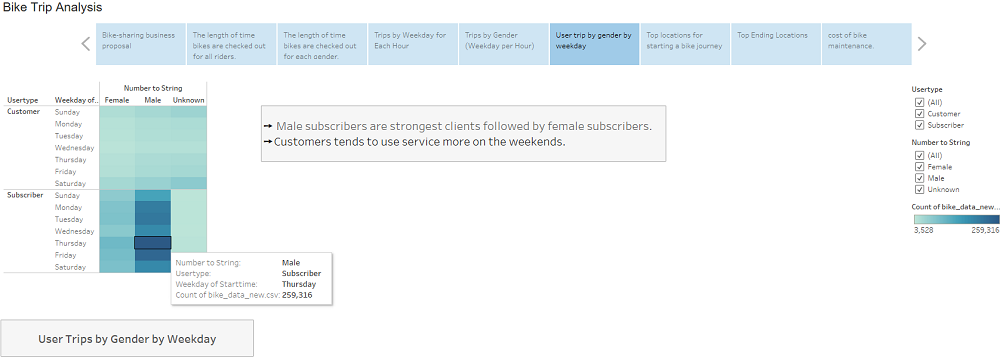 Bike Trip Analysis
Bike-sharing business
proposal
The length of time
bikes are checked out
for all riders.
The length of time
bikes are checked out
for each gender.
Trips by Weekday for
Each Hour
Trips by Gender
(Weekday per Hour)
User trip by gender by
weekday
Top locations for
starting a bike journey
Top Ending Locations
cost of bike
maintenance.
Number to String
Usertype Weekday of.. Female Male Unknown
Customer Sunday
Monday
Tuesday
Wednesday
Thursday
Friday
Saturday
Subscriber Sunday
Monday
Tuesday
Wednesday
Thursday
Friday
Saturday
Number to String: Male
Usertype: Subscriber
Weekday of Starttime: Thursday
Count of bike_data_new.csv: 259,316
➞ Male subscribers are strongest clients followed by female subscribers.
➞Customers tends to use service more on the weekends.
Usertype
(All)
Customer
Subscriber
Number to String
(All)
Female
Male
Unknown
Count of bike_data_new...
3,528 259,316
User Trips by Gender by Weekday